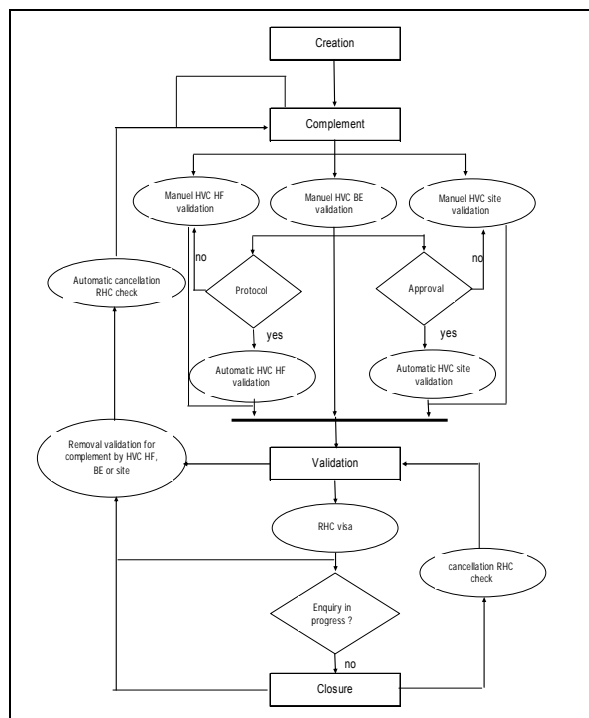 Creation
Complement
Manuel HVC HF
validation
Manuel HVC BE
validation
Manuel HVC site
validation
no
no
Automatic cancellation
RHC check
Protocol
Approval
yes
yes
Automatic HVC HF
validation
Automatic HVC site
validation
Removal validation for
complement by HVC HF,
BE or site
Validation
RHC visa
cancellation RHC
check
Enquiry in
progress ?
no
Closure